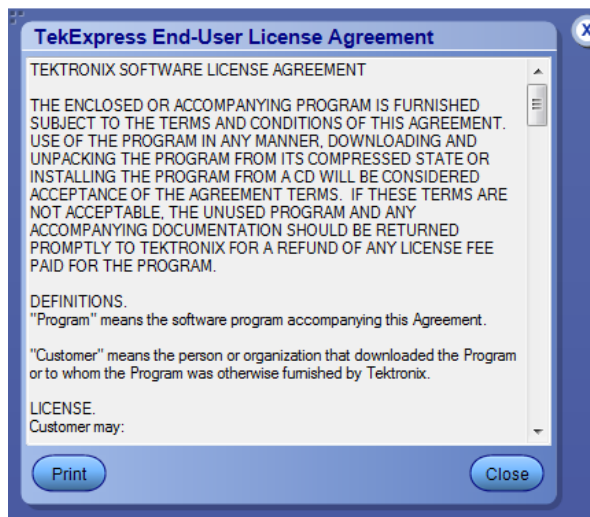 TekExpress End-User License Agreement
X
TEKTRONIX SOFTWARE LICENSE AGREEMENT
THE ENCLOSED OR ACCOMPANYING PROGRAM IS FURNISHED
SUBJECT TO THE TERMS AND CONDITIONS OF THIS AGREEMENT.
USE OF THE PROGRAM IN ANY MANNER, DOWNLOADING AND
UNPACKING THE PROGRAM FROM ITS COMPRESSED STATE OR
INSTALLING THE PROGRAM FROM A CD WILL BE CONSIDERED
ACCEPTANCE OF THE AGREEMENT TERMS.  IF THESE TERMS ARE
NOT ACCEPTABLE, THE UNUSED PROGRAM AND ANY
ACCOMPANYING DOCUMENTATION SHOULD BE RETURNED
PROMPTLY TO TEKTRONIX FOR A REFUND OF ANY LICENSE FEE
PAID FOR THE PROGRAM.
DEFINITIONS.
"Program" means the software program accompanying this Agreement.
"Customer" means the person or organization that downloaded the Program
or to whom the Program was otherwise furnished by Tektronix.
LICENSE.
Customer may:
Print
Close